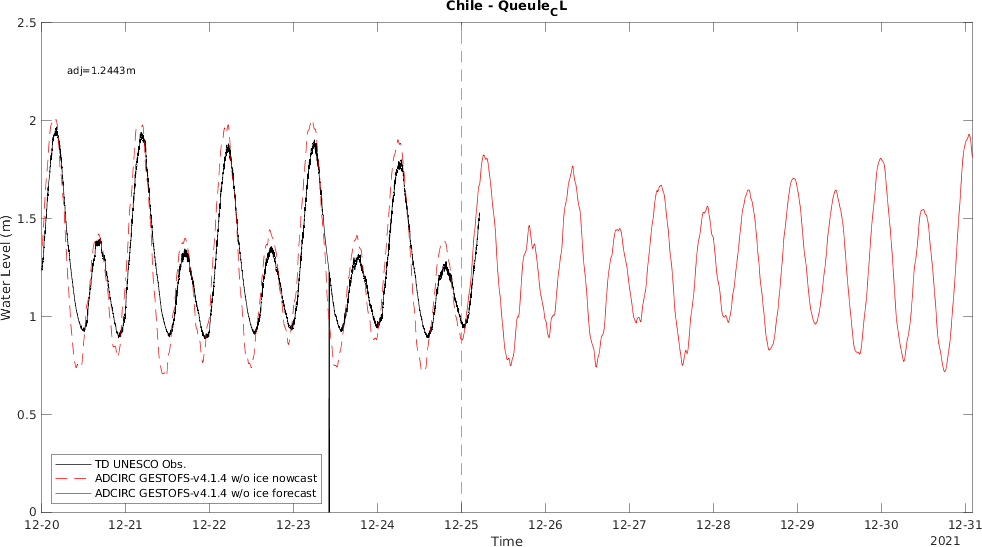 Chile - Queule_CL
2.5
adj=1.2443m
2
1.5
Water Level (m)
1
0.5
TD UNESCO Obs.
ADCIRC GESTOFS-v4.1.4 w/o ice nowcast
ADCIRC GESTOFS-v4.1.4 w/o ice forecast
0
12-20 12-21 12-22 12-23 12-24 12-25 12-26 12-27 12-28 12-29 12-30 12-31
Time
2021